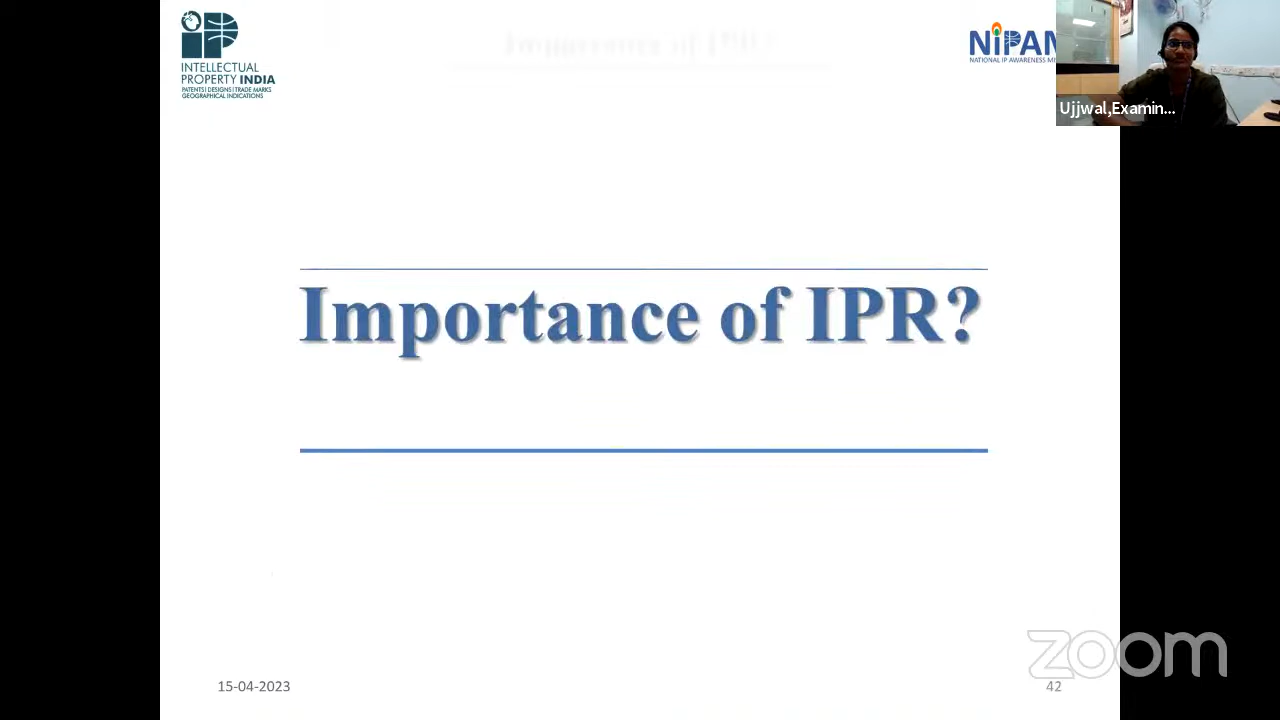 INTELLECTUAL
PROPERTY INDIA
PATENTS | DESIGNS | TRADE MARKS
GEOGRAPHICAL INDICATIONS
NiPAM
NATIONAL IP AWARENESS MI
Ujjwal,Examin...
Importance of IPR?
zoom
15-04-2023
42